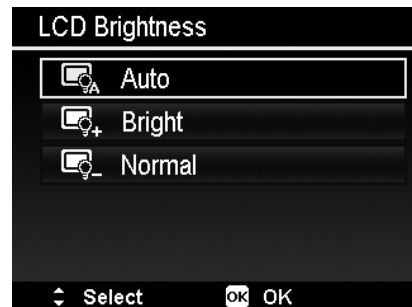 LCD Brightness
A Auto
+ Bright
- Normal
Select OK OK